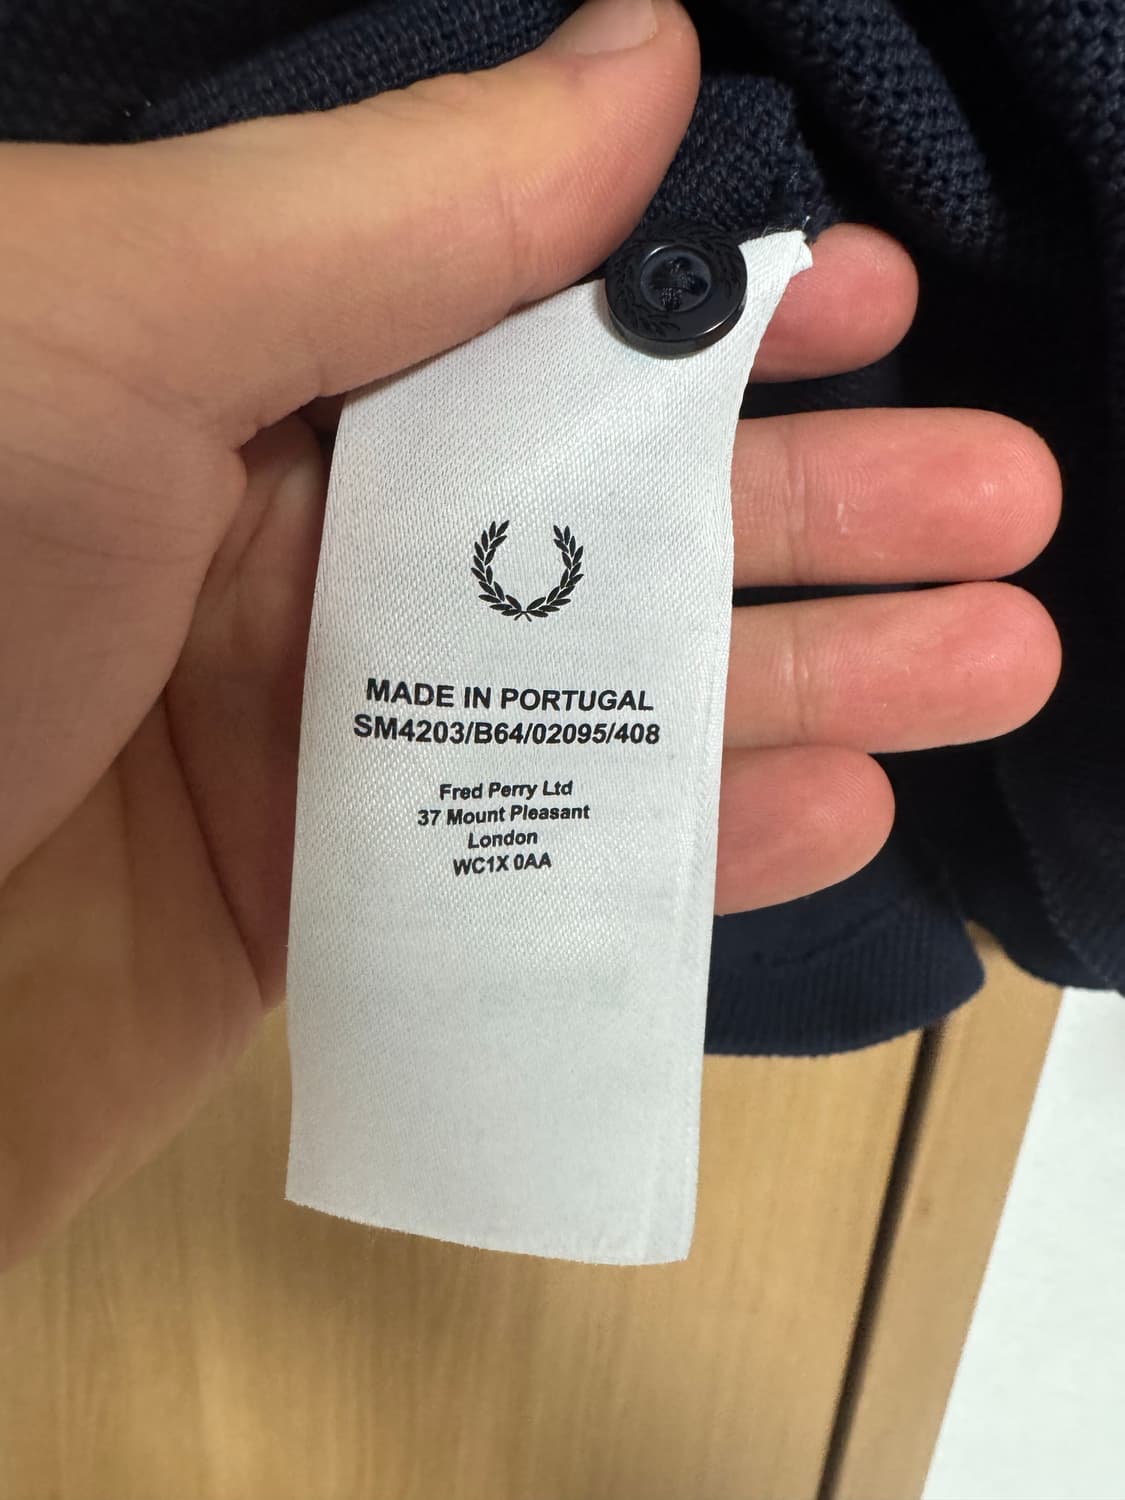 MADE IN PORTUGAL
SM4203/B64/02095/408
Fred Perry Ltd
37 Mount Pleasant
London
WC1X 0AA